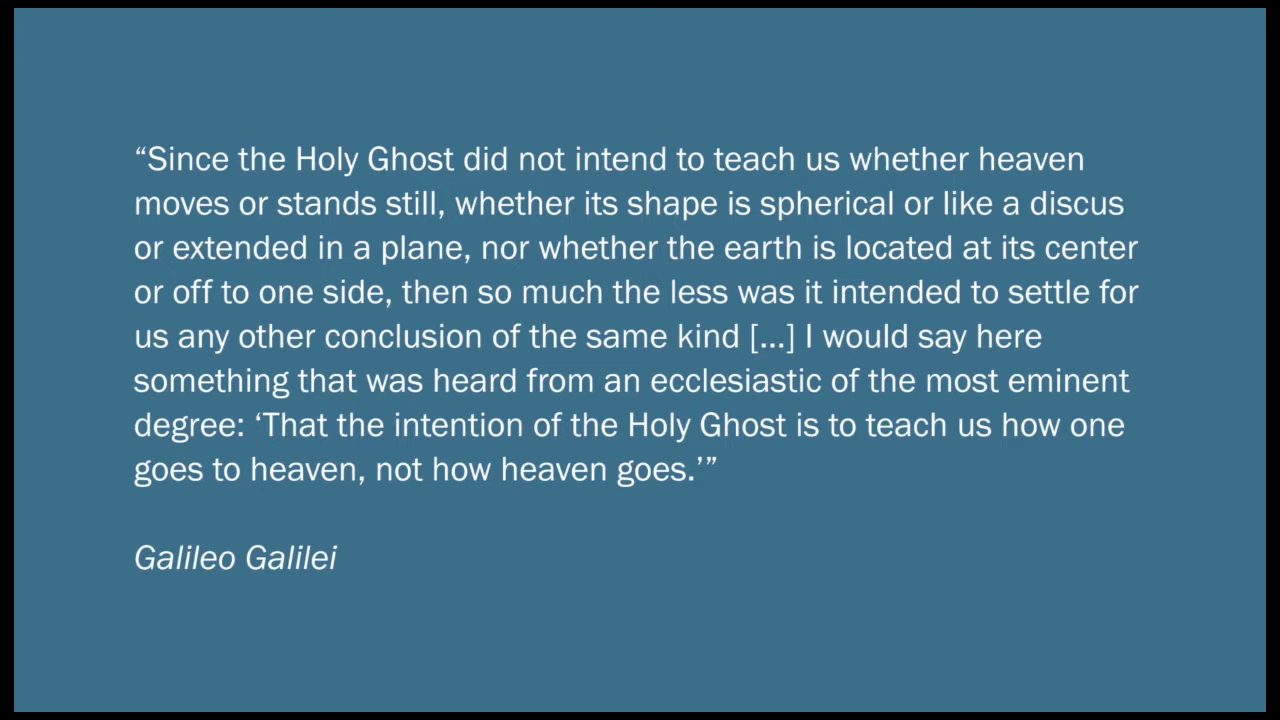 “Since the Holy Ghost did not intend to teach us whether heaven
moves or stands still, whether its shape is spherical or like a discus
or extended in a plane, nor whether the earth is located at its center
or off to one side, then so much the less was it intended to settle for
us any other conclusion of the same kind [...] I would say here
something that was heard from an ecclesiastic of the most eminent
degree: ‘That the intention of the Holy Ghost is to teach us how one
goes to heaven, not how heaven goes.’”
Galileo Galilei